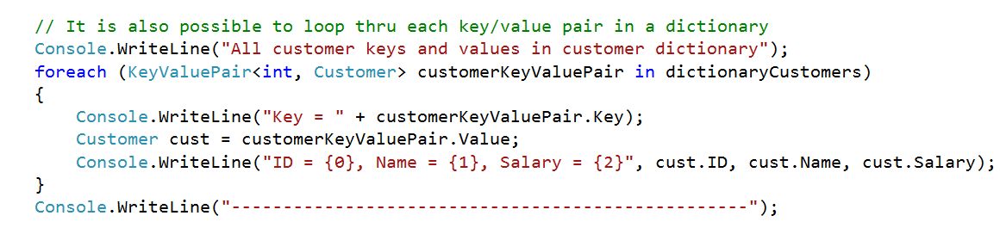 // It is also possible to loop thru each key/value pair in a dictionary
Console.WriteLine("All customer keys and values in customer dictionary");
foreach (KeyValuePair<int, Customer> customerKeyValuePair in dictionaryCustomers)
{
    Console.WriteLine("Key = " + customerKeyValuePair.Key);
    Customer cust = customerKeyValuePair.Value;
    Console.WriteLine("ID = {0}, Name = {1}, Salary = {2}", cust.ID, cust.Name, cust.Salary);
}
Console.WriteLine("--------------------------------------------------");